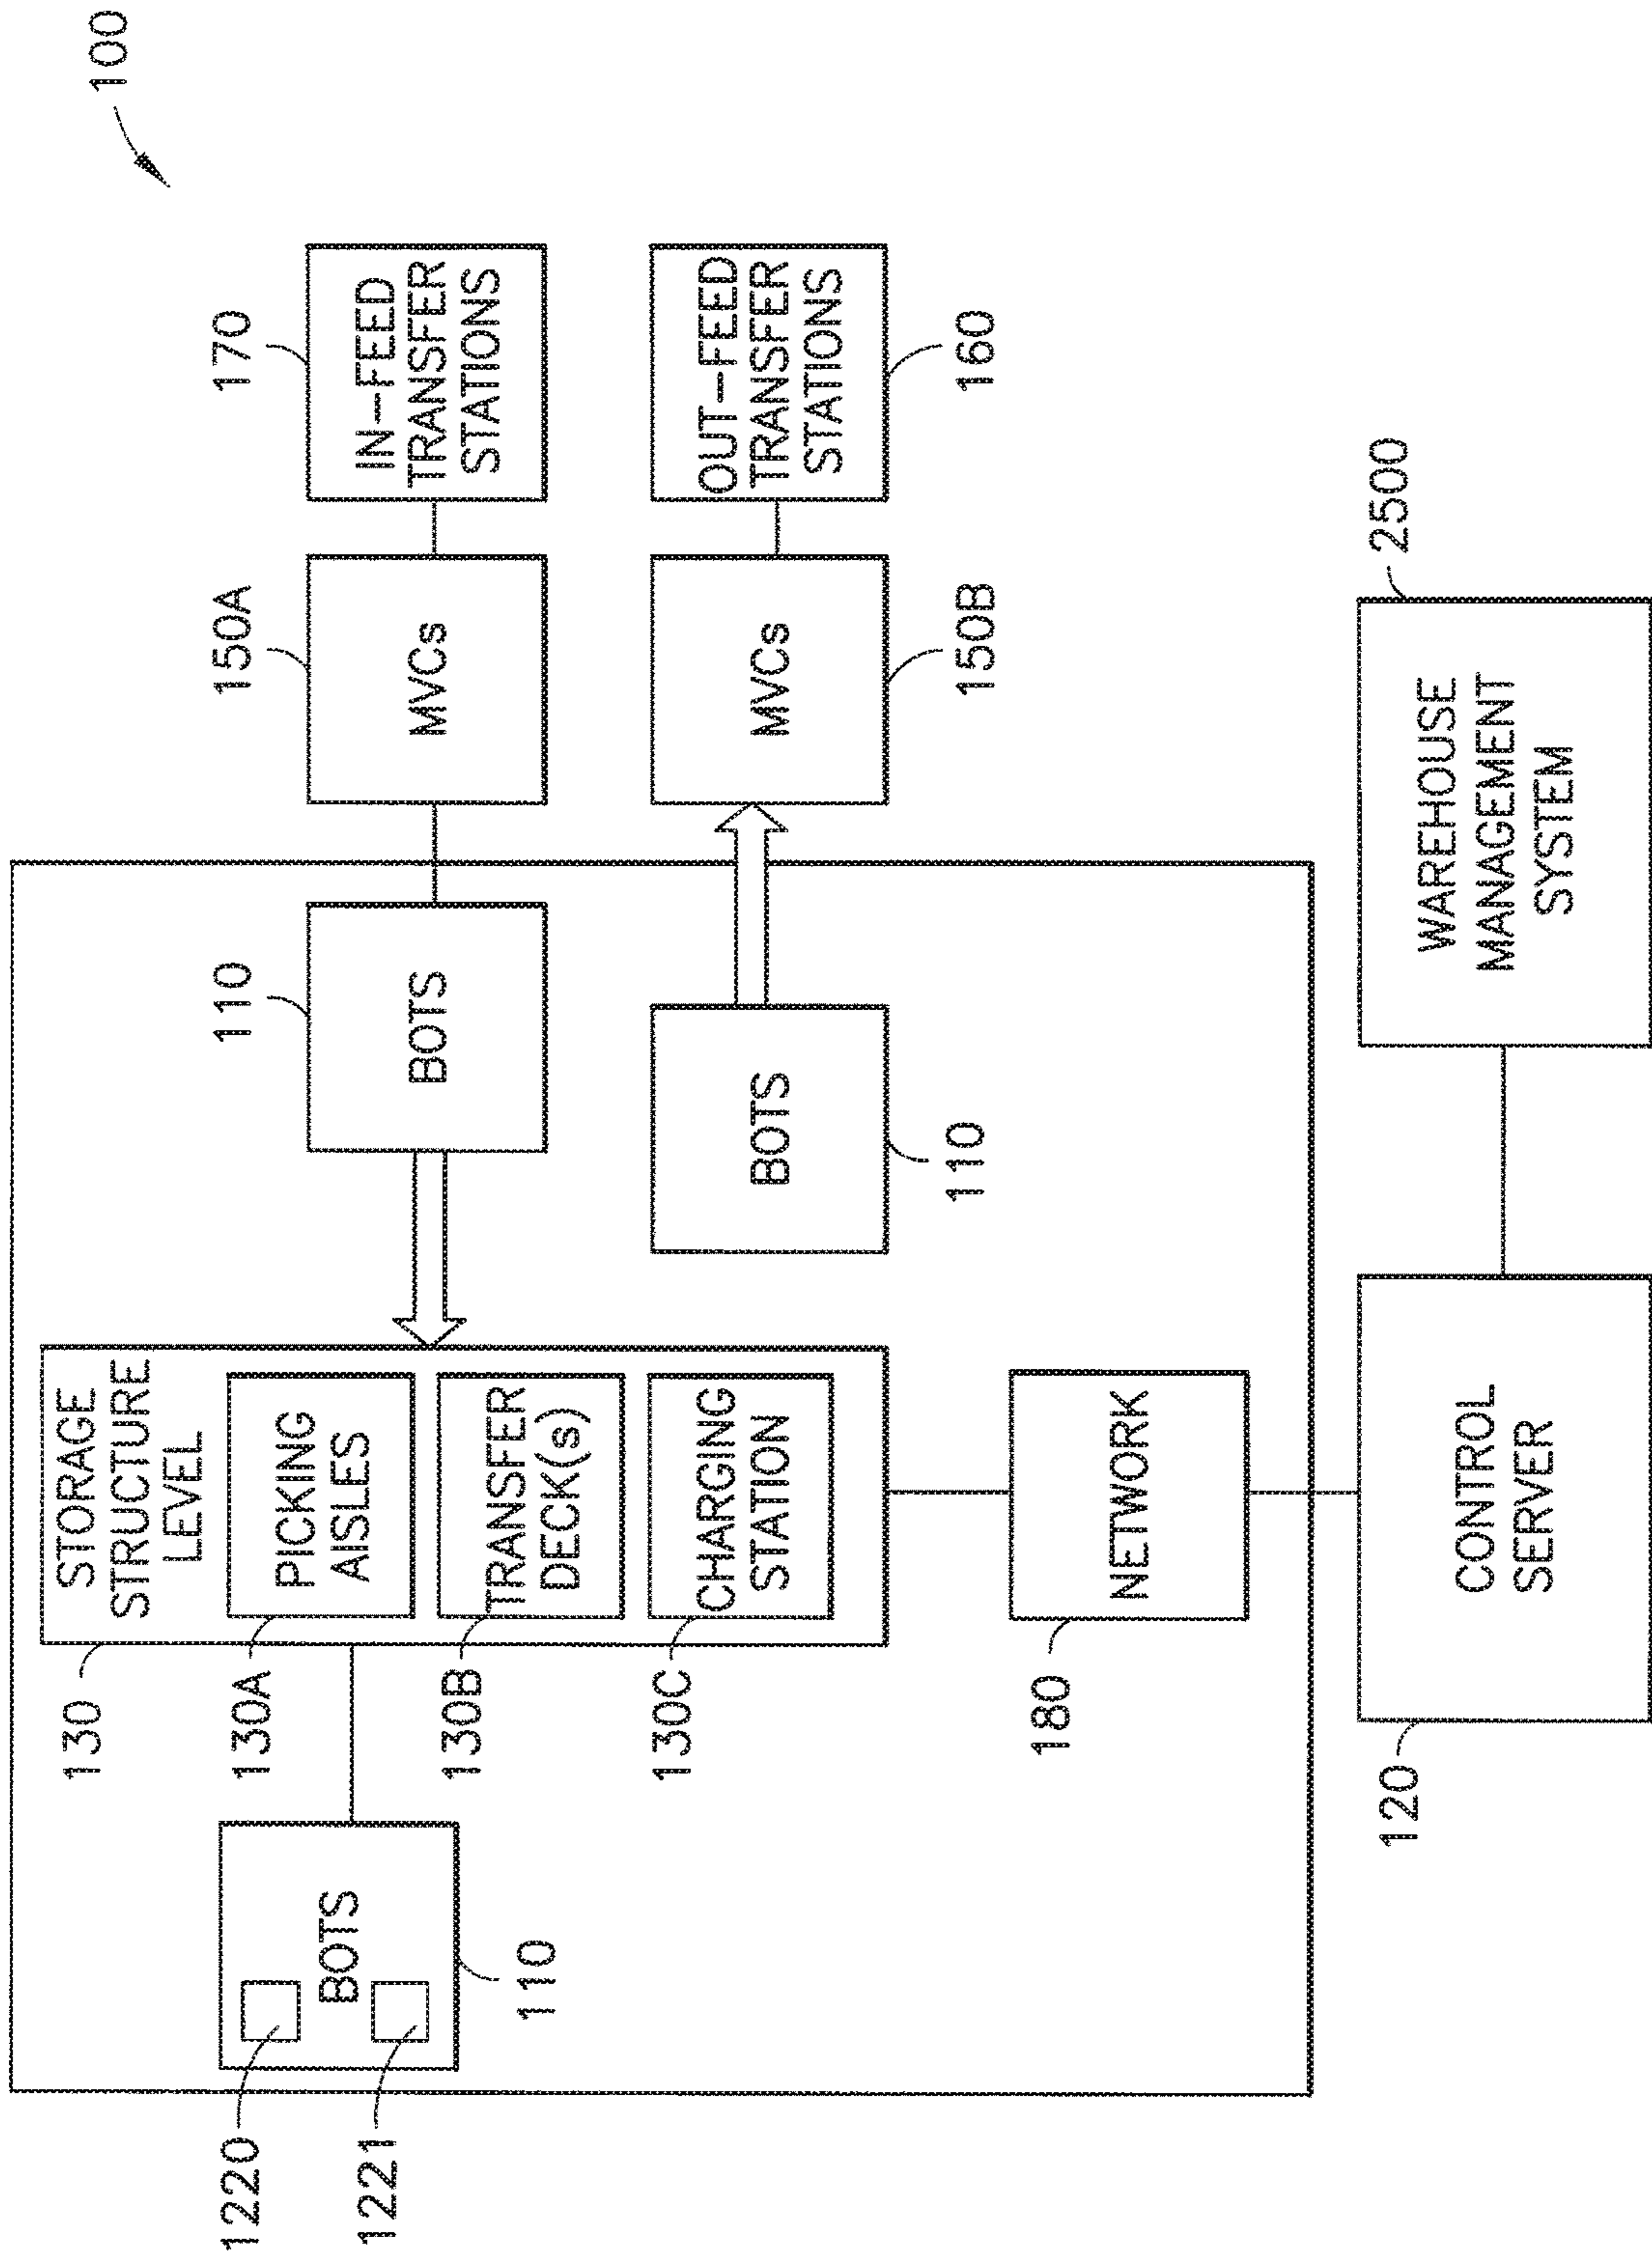 100
170
IN-FEED
TRANSFER
STATIONS
OUT-FEED
TRANSFER
STATIONS
160
150A
MVCs
MVCs
150B
2500
WAREHOUSE
MANAGEMENT
SYSTEM
110
BOTS
BOTS
110
STORAGE
STRUCTURE
LEVEL
PICKING
AISLES
TRANSFER
DECK(s)
CHARGING
STATION
130
130A
130B
130C
NETWORK
180
CONTROL
SERVER
120
BOTS
110
1220
1221